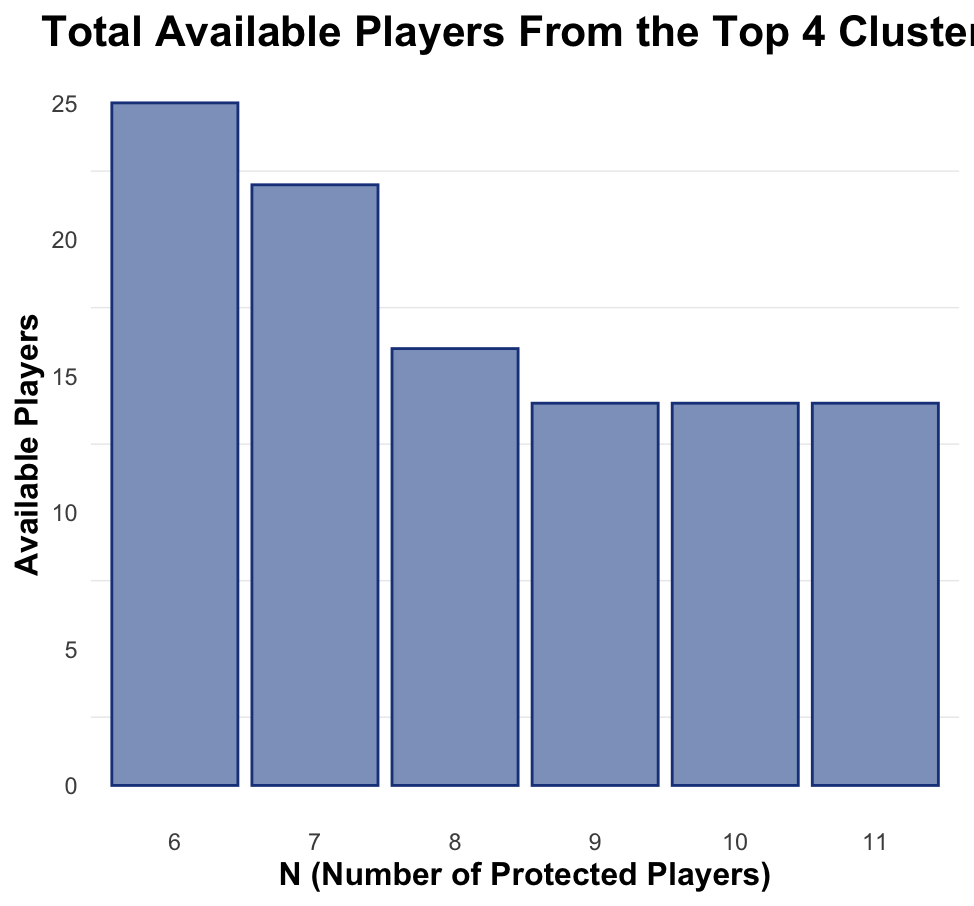 Total Available Players From the Top 4 Cluster
25
20
15
10
5
0
Available Players
6 7 8 9 10 11
N (Number of Protected Players)